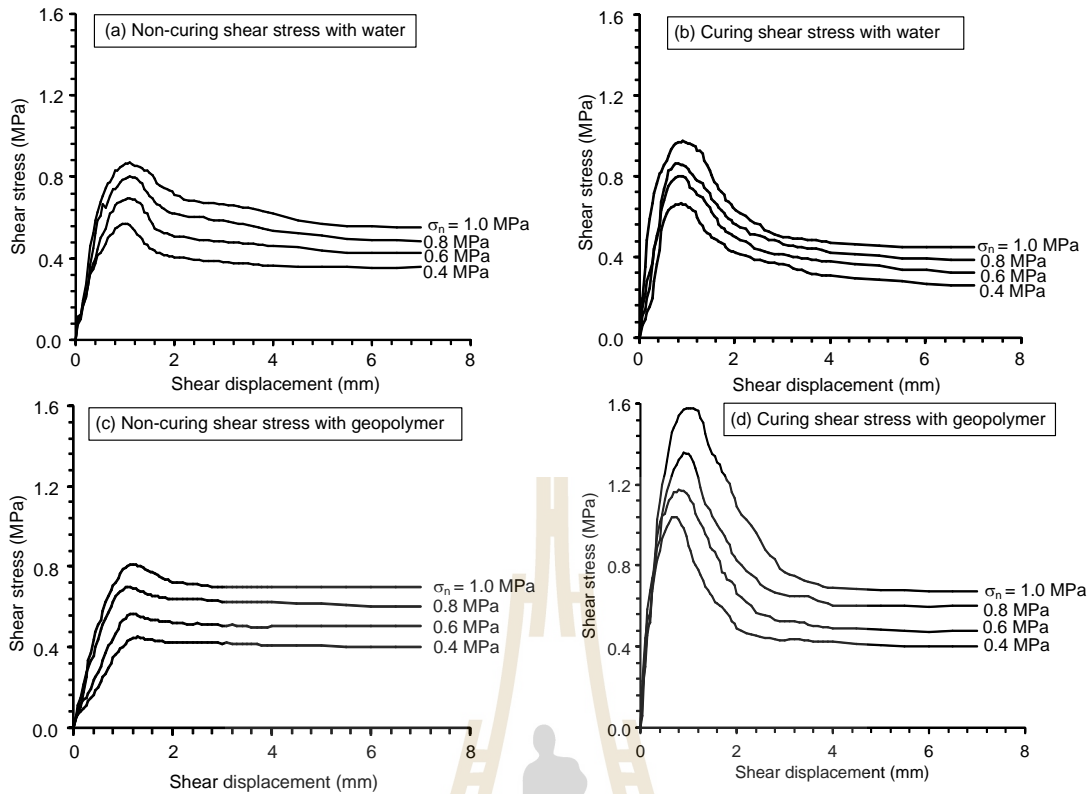 (a) Non-curing shear stress with water
Shear stress (MPa)
1.6
1.2
0.8
0.4
0.0
0 2 4 6 8
Shear displacement (mm)
σn = 1.0 MPa
0.8 MPa
0.6 MPa
0.4 MPa
(b) Curing shear stress with water
Shear stress (MPa)
1.6
1.2
0.8
0.4
0.0
0 2 4 6 8
Shear displacement (mm)
σn = 1.0 MPa
0.8 MPa
0.6 MPa
0.4 MPa
(c) Non-curing shear stress with geopolymer
Shear stress (MPa)
1.6
1.2
0.8
0.4
0.0
0 2 4 6 8
Shear displacement (mm)
σn = 1.0 MPa
0.8 MPa
0.6 MPa
0.4 MPa
(d) Curing shear stress with geopolymer
Shear stress (MPa)
1.6
1.2
0.8
0.4
0.0
0 2 4 6 8
Shear displacement (mm)
σn = 1.0 MPa
0.8 MPa
0.6 MPa
0.4 MPa